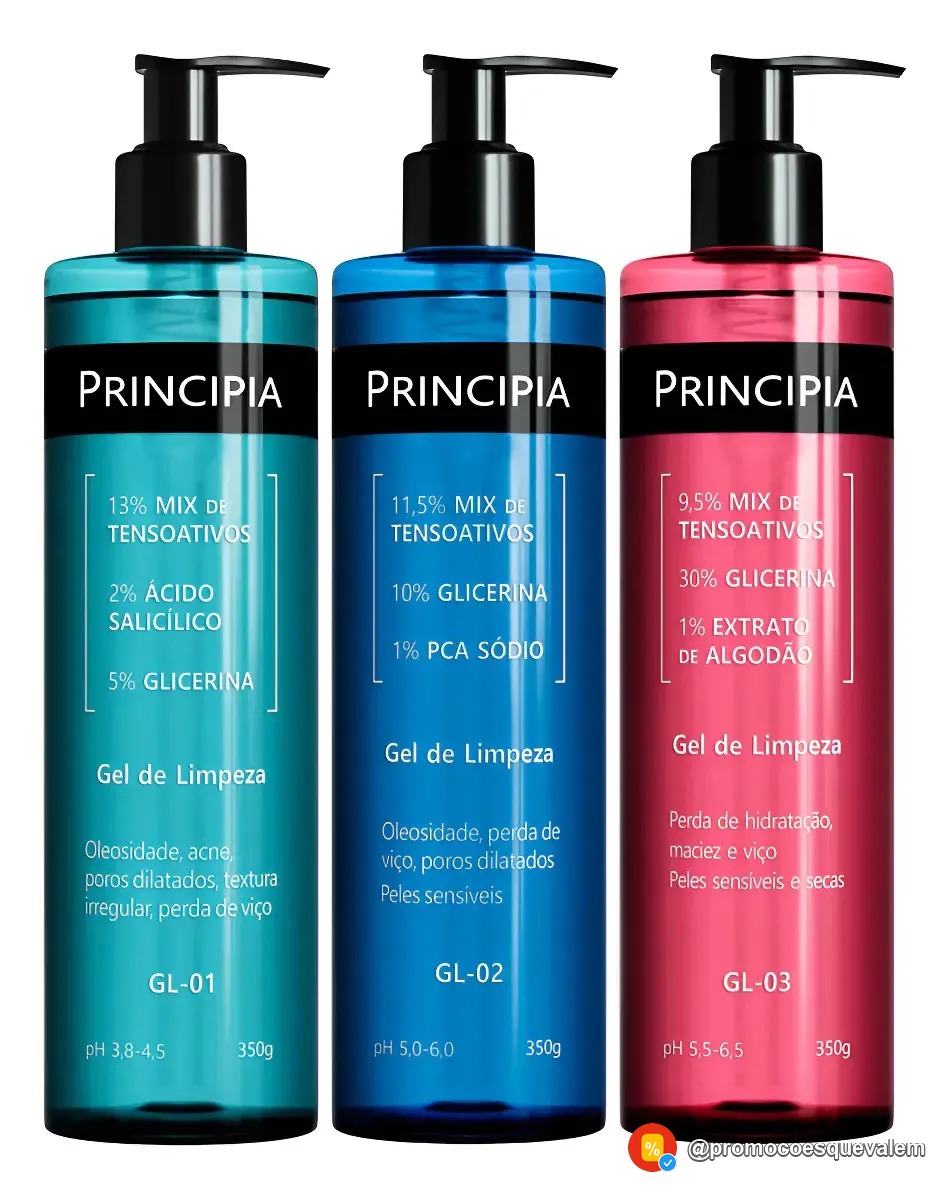 PRINCIPIA
13% MIX DE
TENSOATIVOS
2% ÁCIDO
SALICÍLICO
5% GLICERINA
Gel de Limpeza
Oleosidade, acne,
poros dilatados, textura
irregular, perda de viço
GL-01
pH 3,8-4,5 350g
PRINCIPIA
11,5% MIX DE
TENSOATIVOS
10% GLICERINA
1% PCA SÓDIO
Gel de Limpeza
Oleosidade, perda de
viço, poros dilatados
Peles sensíveis
GL-02
pH 5,0-6,0 350g
PRINCIPIA
9,5% MIX DE
TENSOATIVOS
30% GLICERINA
1% EXTRATO
DE ALGODÃO
Gel de Limpeza
Perda de hidratação,
maciez e viço
Peles sensíveis e secas
GL-03
pH 5,5-6,5 350g
%
@promocoesquevalem